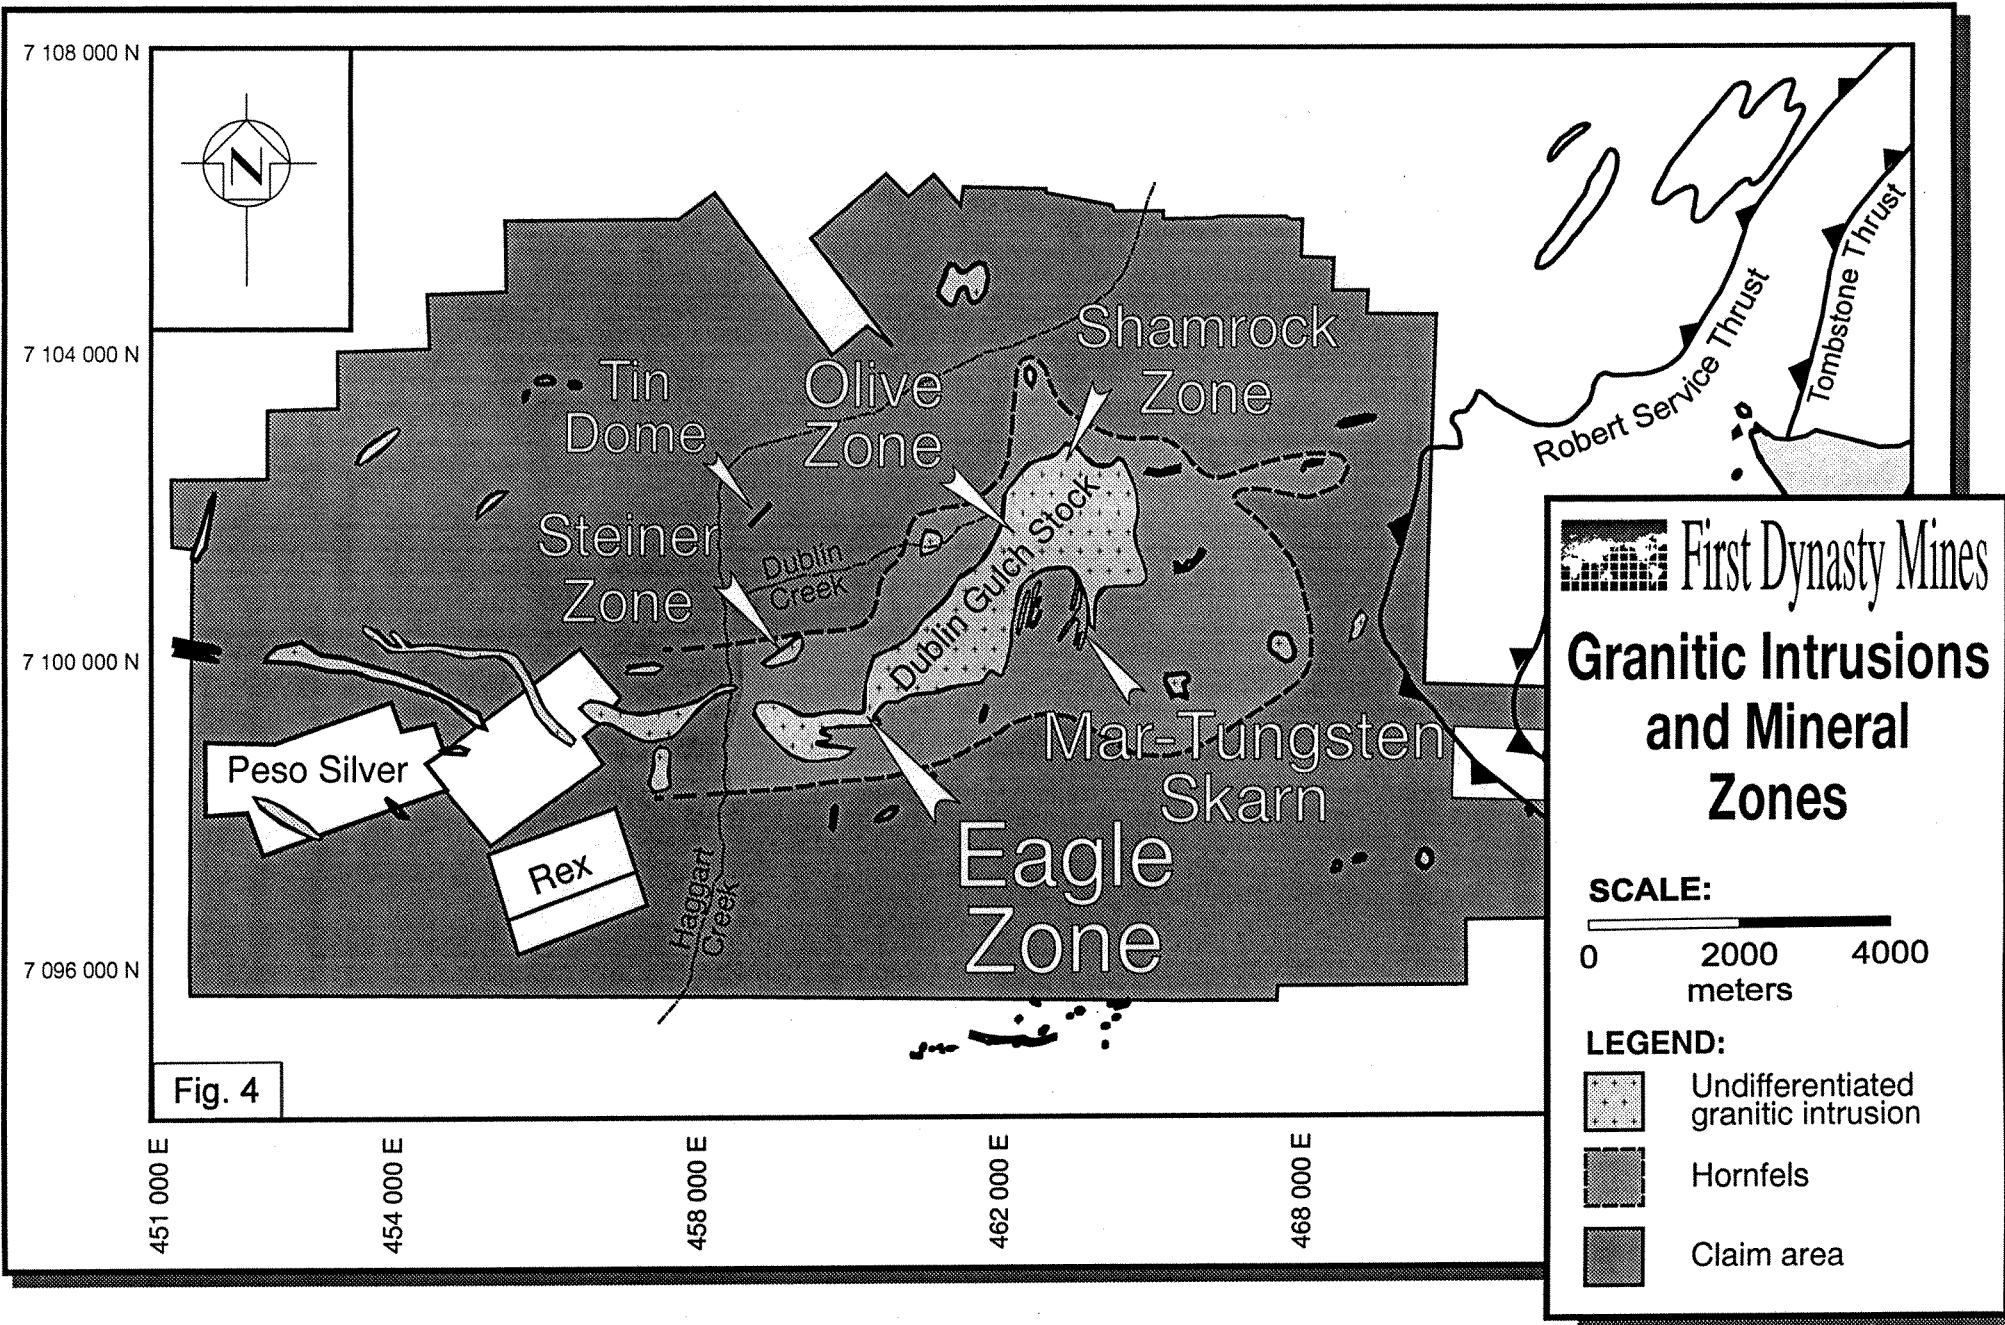 7 108 000 N
7 104 000 N
7 100 000 N
7 096 000 N
N
Shamrock
Zone
Tin
Dome
Olive
Zone
Steiner
Zone
Dublin
Creek
Dublin Gulch Stock
Mar-Tungsten
Skarn
Eagle
Zone
Peso Silver
Rex
Haggart
Creek
Robert Service Thrust
Tombstone Thrust
Fig. 4
451 000 E
454 000 E
458 000 E
462 000 E
468 000 E
First Dynasty Mines
Granitic Intrusions
and Mineral
Zones
SCALE:
0 2000 4000
meters
LEGEND:
Undifferentiated
granitic intrusion
Hornfels
Claim area